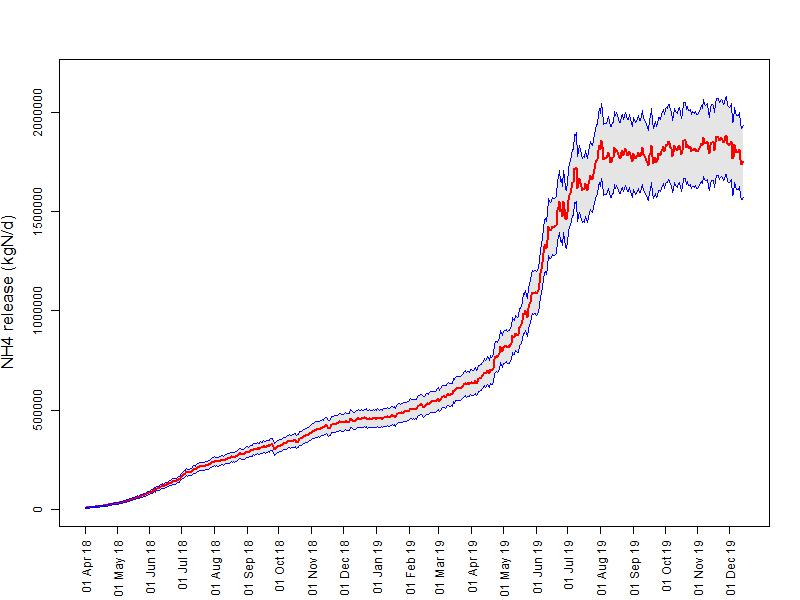 NH4 release (kgN/d)
2000000
1500000
1000000
500000
0
01 Apr 18
01 May 18
01 Jun 18
01 Jul 18
01 Aug 18
01 Sep 18
01 Oct 18
01 Nov 18
01 Dec 18
01 Jan 19
01 Feb 19
01 Mar 19
01 Apr 19
01 May 19
01 Jun 19
01 Jul 19
01 Aug 19
01 Sep 19
01 Oct 19
01 Nov 19
01 Dec 19